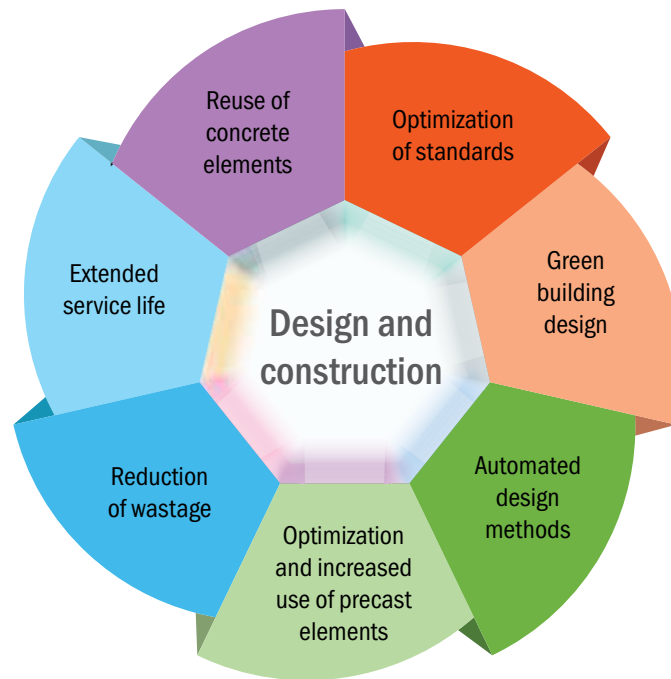 Reuse of
concrete
elements
Optimization
of standards
Green
building
design
Automated
design
methods
Optimization
and increased
use of precast
elements
Reduction
of wastage
Extended
service life
Design and
construction